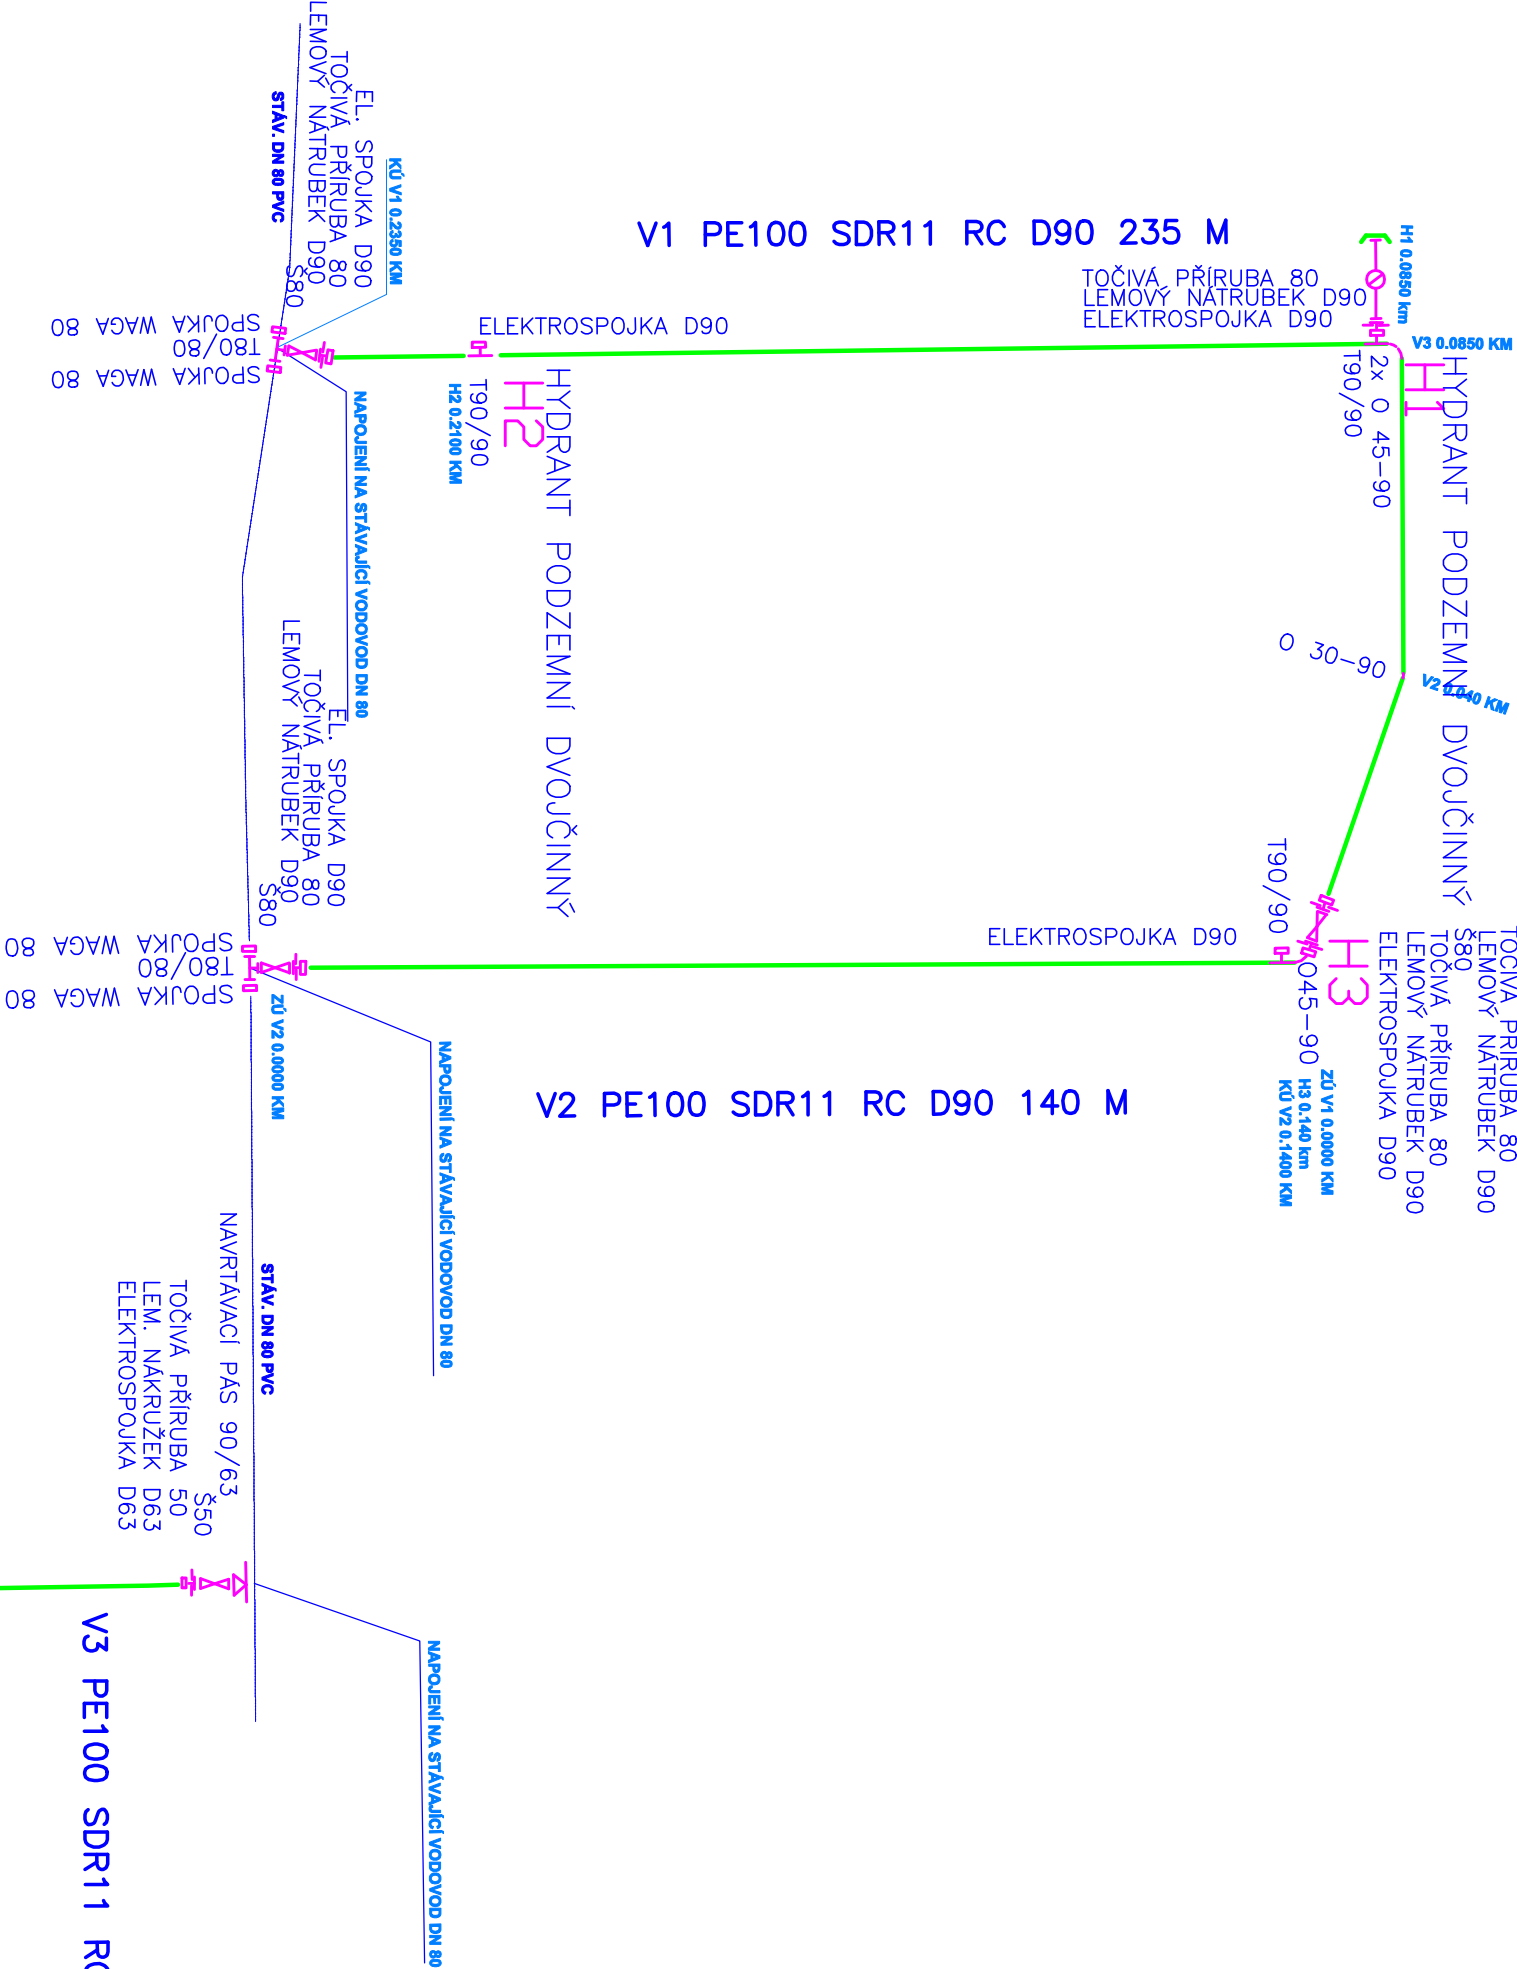 LEMOVÝ NÁTRUBEK D90
TOČIVÁ PŘÍRUBA 80
EL. SPOJKA D90
STÁV. DN 80 PVC
KÚ V1 0.2350 KM
Š80
SPOJKA WAGA 80
T80/80
SPOJKA WAGA 80
NAPOJENÍ NA STÁVAJÍCÍ VODOVOD DN 80
V1 PE100 SDR11 RC D90 235 M
ELEKTROSPOJKA D90
T90/90
H2 0.2100 KM
H2
HYDRANT PODZEMNÍ DVOJČINNÝ
TOČIVÁ PŘÍRUBA 80
LEMOVÝ NÁTRUBEK D90
ELEKTROSPOJKA D90
H1 0.0850 km
V3 0.0850 KM
H1
HYDRANT PODZEMNÍ DVOJČINNÝ
2x O 45-90
T90/90
O 30-90
V2 0.040 KM
EL. SPOJKA D90
TOČIVÁ PŘÍRUBA 80
LEMOVÝ NÁTRUBEK D90
Š80
SPOJKA WAGA 80
T80/80
SPOJKA WAGA 80
ZÚ V2 0.0000 KM
NAPOJENÍ NA STÁVAJÍCÍ VODOVOD DN 80
ELEKTROSPOJKA D90
T90/90
H3
O45-90
TOČIVÁ PŘÍRUBA 80
LEMOVÝ NÁTRUBEK D90
Š80
TOČIVÁ PŘÍRUBA 80
LEMOVÝ NÁTRUBEK D90
ELEKTROSPOJKA D90
ZÚ V1 0.0000 KM
H3 0.140 km
KÚ V2 0.1400 KM
V2 PE100 SDR11 RC D90 140 M
STÁV. DN 80 PVC
NAVRTÁVACÍ PÁS 90/63
Š50
TOČIVÁ PŘÍRUBA 50
LEM. NÁKRUŽEK D63
ELEKTROSPOJKA D63
NAPOJENÍ NA STÁVAJÍCÍ VODOVOD DN 80
V3 PE100 SDR11 RC